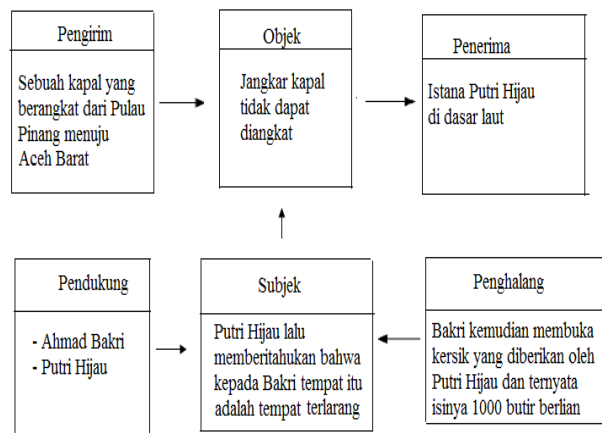 Pengirim
Sebuah kapal yang
berangkat dari Pulau
Pinang menuju
Aceh Barat
Objek
Jangkar kapal
tidak dapat
diangkat
Penerima
Istana Putri Hijau
di dasar laut
Pendukung
- Ahmad Bakri
- Putri Hijau
Subjek
Putri Hijau lalu
memberitahukan bahwa
kepada Bakri tempat itu
adalah tempat terlarang
Penghalang
Bakri kemudian membuka
kersik yang diberikan oleh
Putri Hijau dan ternyata
isinya 1000 butir berlian